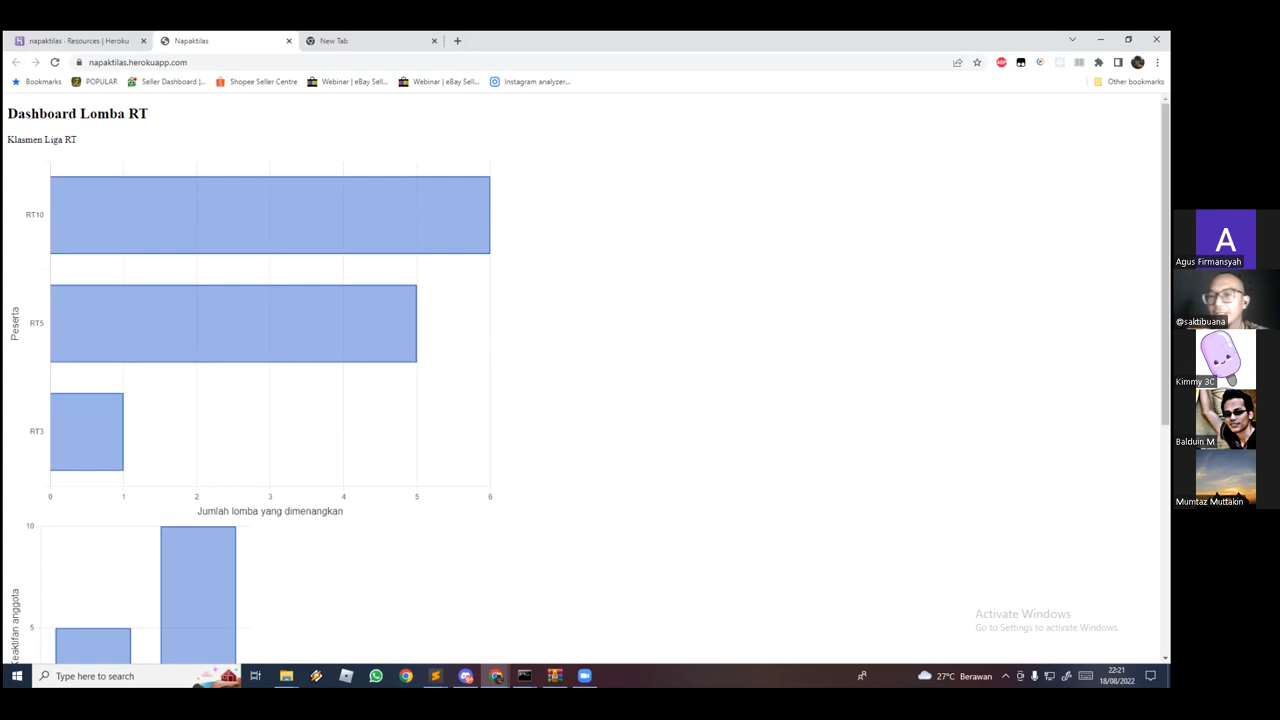 napaktilas · Resources | Heroku
Napaktilas
New Tab
napaktilas.herokuapp.com
Bookmarks
POPULAR
Seller Dashboard |...
Shopee Seller Centre
Webinar | eBay Sell...
Webinar | eBay Sell...
Instagram analyzer...
Other bookmarks
Dashboard Lomba RT
Klasmen Liga RT
RT10
RT5
RT3
Peserta
0 1 2 3 4 5 6
Jumlah lomba yang dimenangkan
10
5
Keaktifan anggota
A
Agus Firmansyah
@saktibuana
Kimmy 3C
Balduin M
Mumtaz Muttakin
Activate Windows
Go to Settings to activate Windows.
Type here to search
27°C Berawan
22:21
18/08/2022